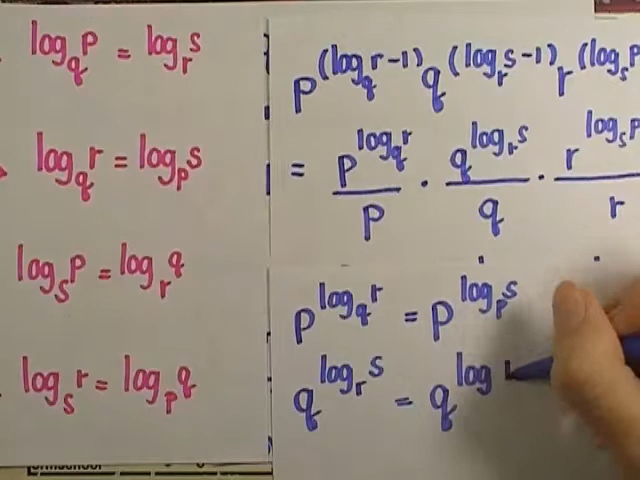 log_q p = log_r s
log_q r = log_p s
log_s p = log_r q
log_s r = log_p q
p^(log_q r -1) q^(log_r s -1) r^(log_s p
= p^(log_q r)/p · q^(log_r s)/q · r^(log_s p)/r
p^(log_q r) = p^(log_p s)
q^(log_r s) = q^(log